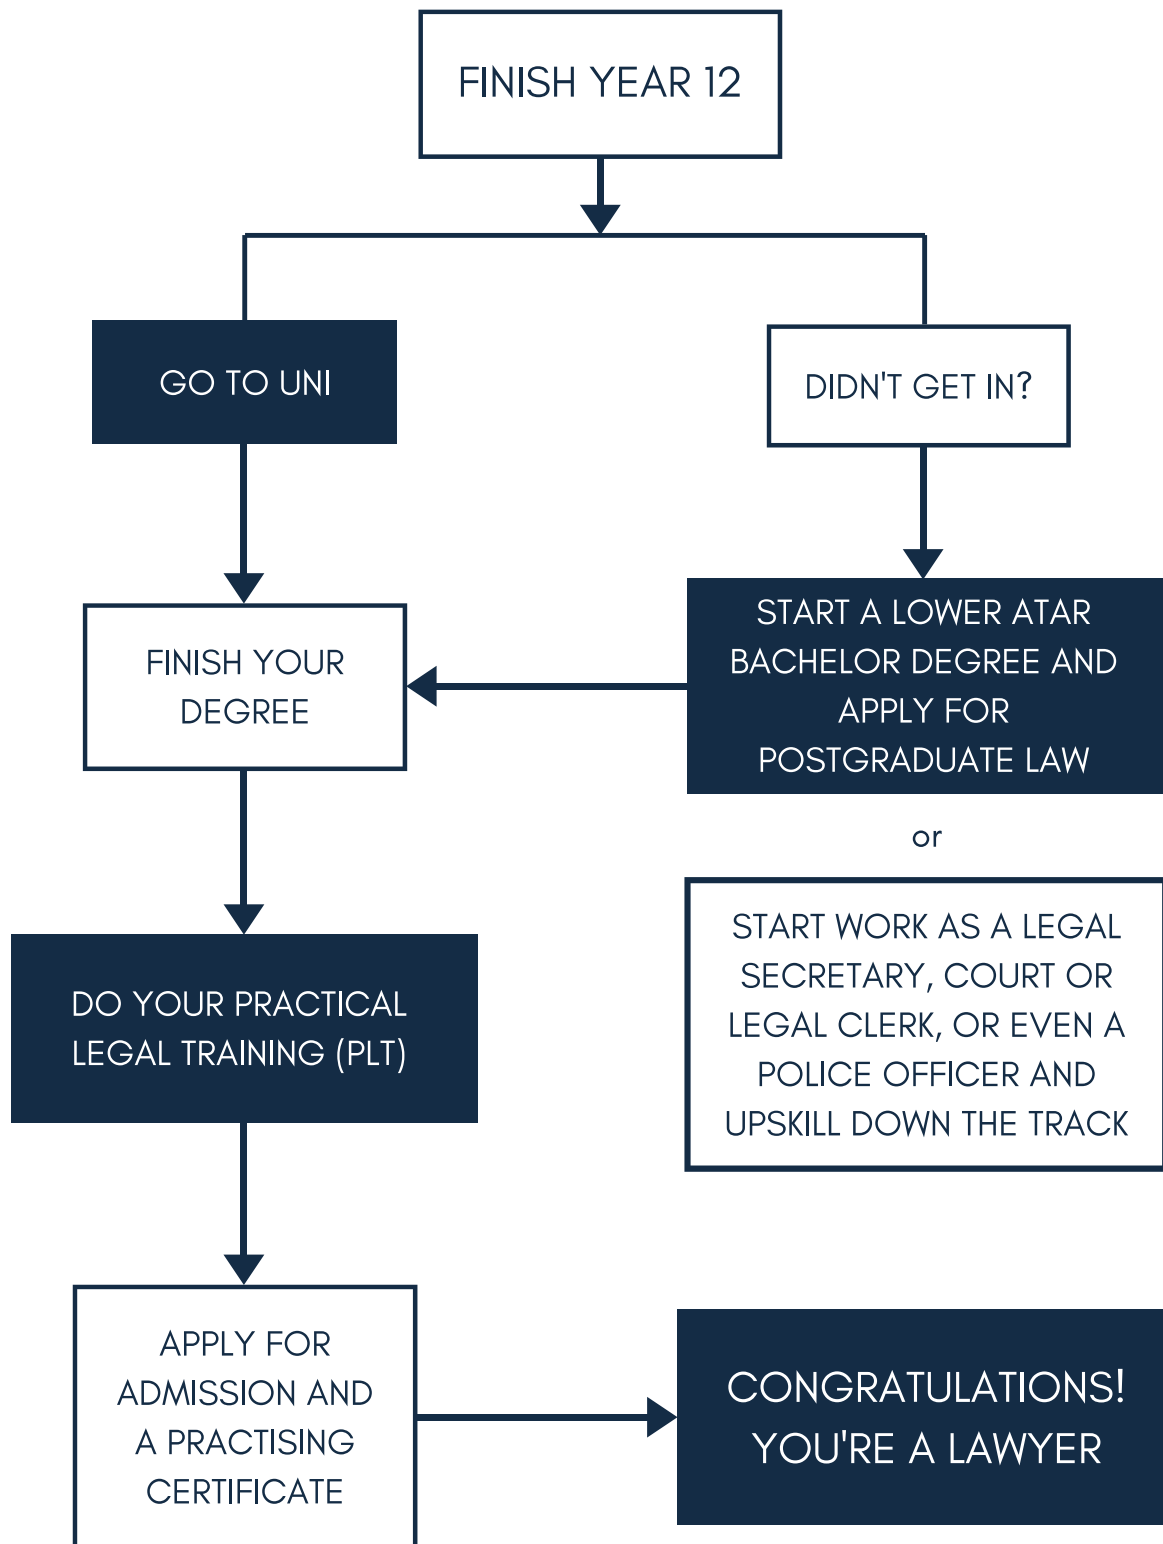 FINISH YEAR 12
GO TO UNI
DIDN'T GET IN?
FINISH YOUR
DEGREE
START A LOWER ATAR
BACHELOR DEGREE AND
APPLY FOR
POSTGRADUATE LAW
or
START WORK AS A LEGAL
SECRETARY, COURT OR
LEGAL CLERK, OR EVEN A
POLICE OFFICER AND
UPSKILL DOWN THE TRACK
DO YOUR PRACTICAL
LEGAL TRAINING (PLT)
APPLY FOR
ADMISSION AND
A PRACTISING
CERTIFICATE
CONGRATULATIONS!
YOU'RE A LAWYER